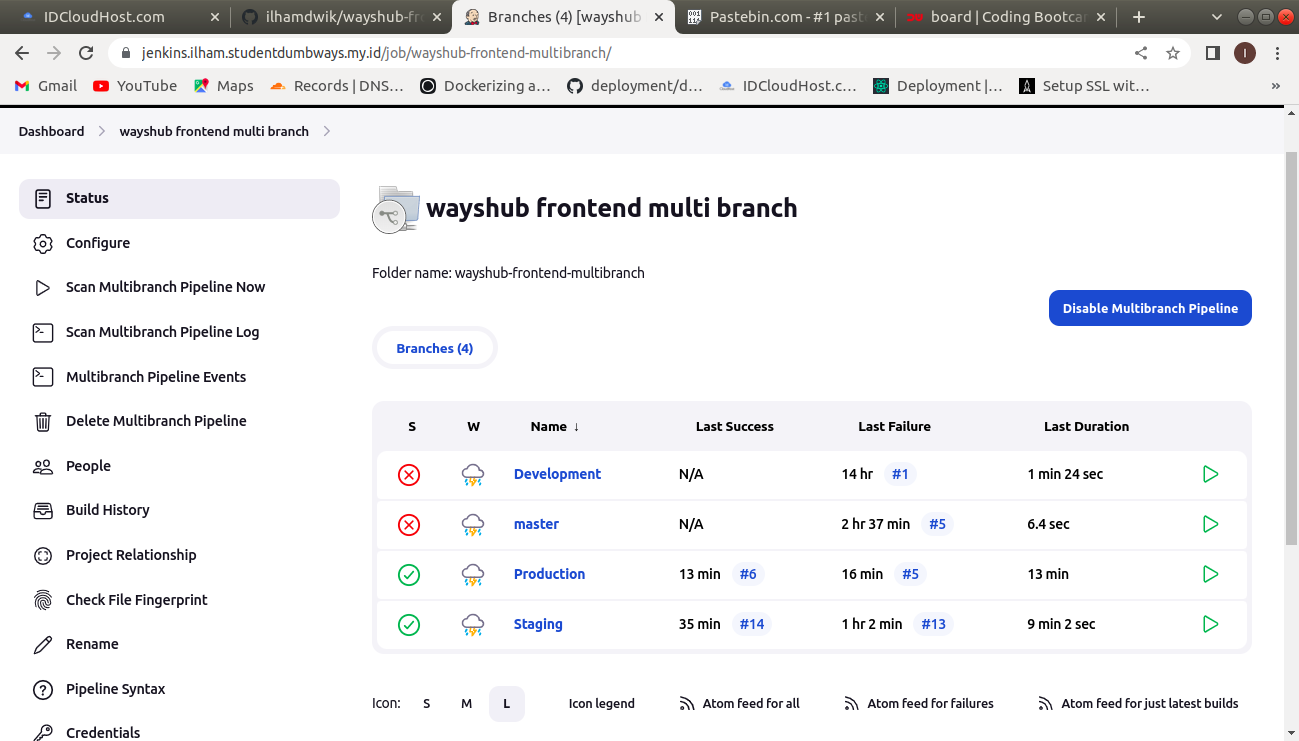 IDCloudHost.com
ilhamdwik/wayshub-fr
Branches (4) [wayshub
Pastebin.com - #1 past
board | Coding Bootcar
jenkins.ilham.studentdumbways.my.id/job/wayshub-frontend-multibranch/
I
Gmail
YouTube
Maps
Records | DNS...
Dockerizing a...
deployment/d...
IDCloudHost.c...
Deployment |...
Setup SSL wit...
»
Dashboard
wayshub frontend multi branch
Status
Configure
Scan Multibranch Pipeline Now
Scan Multibranch Pipeline Log
Multibranch Pipeline Events
Delete Multibranch Pipeline
People
Build History
Project Relationship
Check File Fingerprint
Rename
Pipeline Syntax
Credentials
wayshub frontend multi branch
Folder name: wayshub-frontend-multibranch
Disable Multibranch Pipeline
Branches (4)
S W Name ↓ Last Success Last Failure Last Duration
Development N/A 14 hr #1 1 min 24 sec
master N/A 2 hr 37 min #5 6.4 sec
Production 13 min #6 16 min #5 13 min
Staging 35 min #14 1 hr 2 min #13 9 min 2 sec
Icon: S M L Icon legend Atom feed for all Atom feed for failures Atom feed for just latest builds